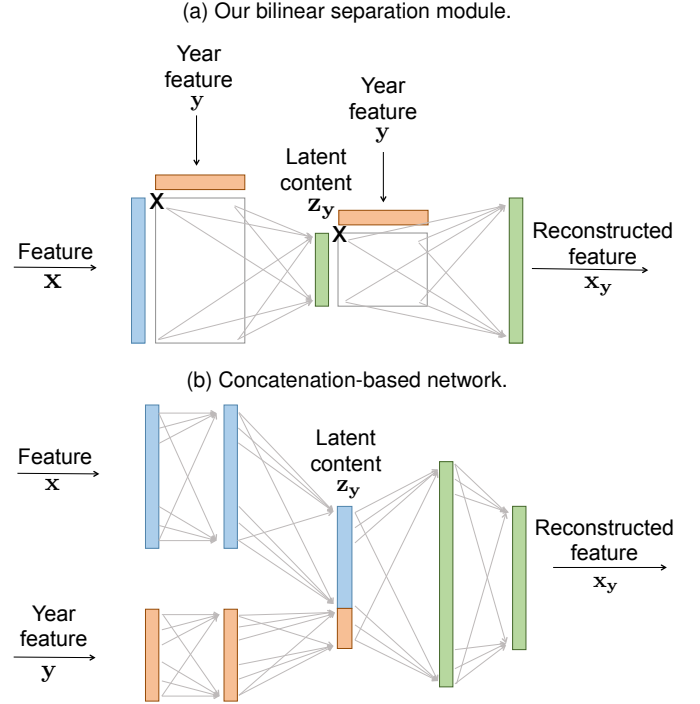 (a) Our bilinear separation module.
Year
feature
y
Year
feature
y
Latent
content
z_y
X
X
Feature
x
Reconstructed
feature
x_y
(b) Concatenation-based network.
Feature
x
Latent
content
z_y
Reconstructed
feature
x_y
Year
feature
y